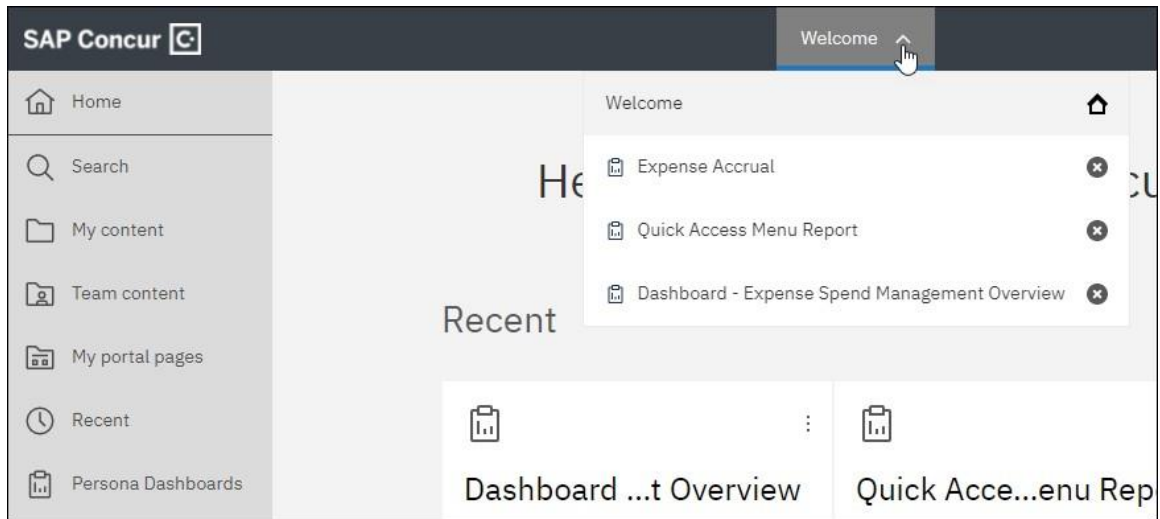 SAP Concur C
Welcome
Home
Search
My content
Team content
My portal pages
Recent
Persona Dashboards
Welcome
Expense Accrual
Quick Access Menu Report
Dashboard - Expense Spend Management Overview
He
Recent
Dashboard ...t Overview
Quick Acce...enu Rep